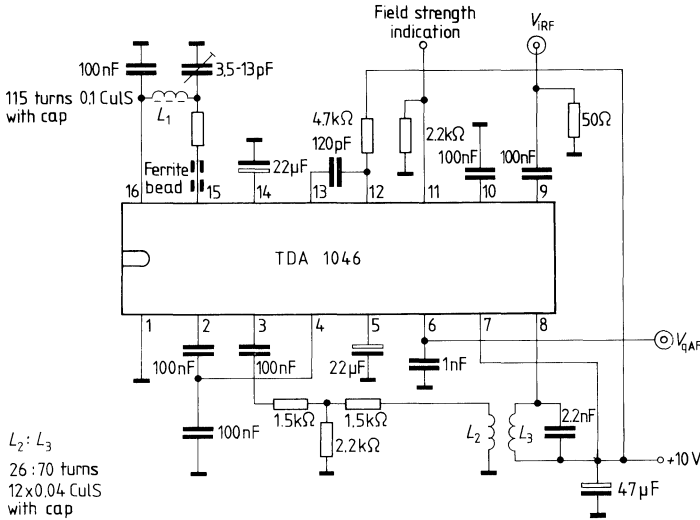 Field strength
indication
ViRF
100nF
3.5-13pF
115 turns 0.1 CulS
with cap
L1
4.7kΩ
120pF
2.2kΩ
50Ω
100nF
100nF
Ferrite
bead
22µF
16
15
14
13
12
11
10
9
TDA 1046
1
2
3
4
5
6
7
8
VqAF
100nF
100nF
22µF
1nF
100nF
1.5kΩ
1.5kΩ
2.2kΩ
L2
L3
2.2nF
+10V
47µF
L2 : L3
26 : 70 turns
12x0.04 CulS
with cap